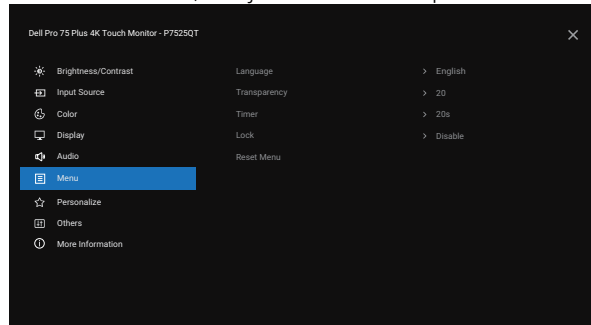 Dell Pro 75 Plus 4K Touch Monitor - P7525QT
Brightness/Contrast Language > English
Input Source Transparency > 20
Color Timer > 20s
Display Lock > Disable
Audio Reset Menu
Menu
Personalize
Others
More Information